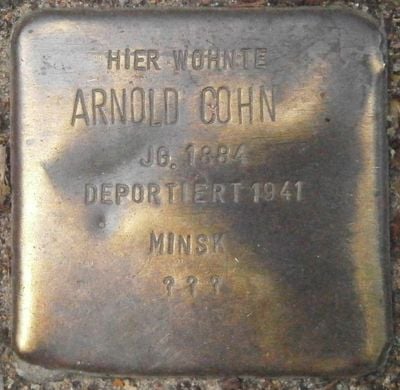 HIER WOHNTE
ARNOLD COHN
JG. 1884
DEPORTIERT 1941
MINSK
? ? ?